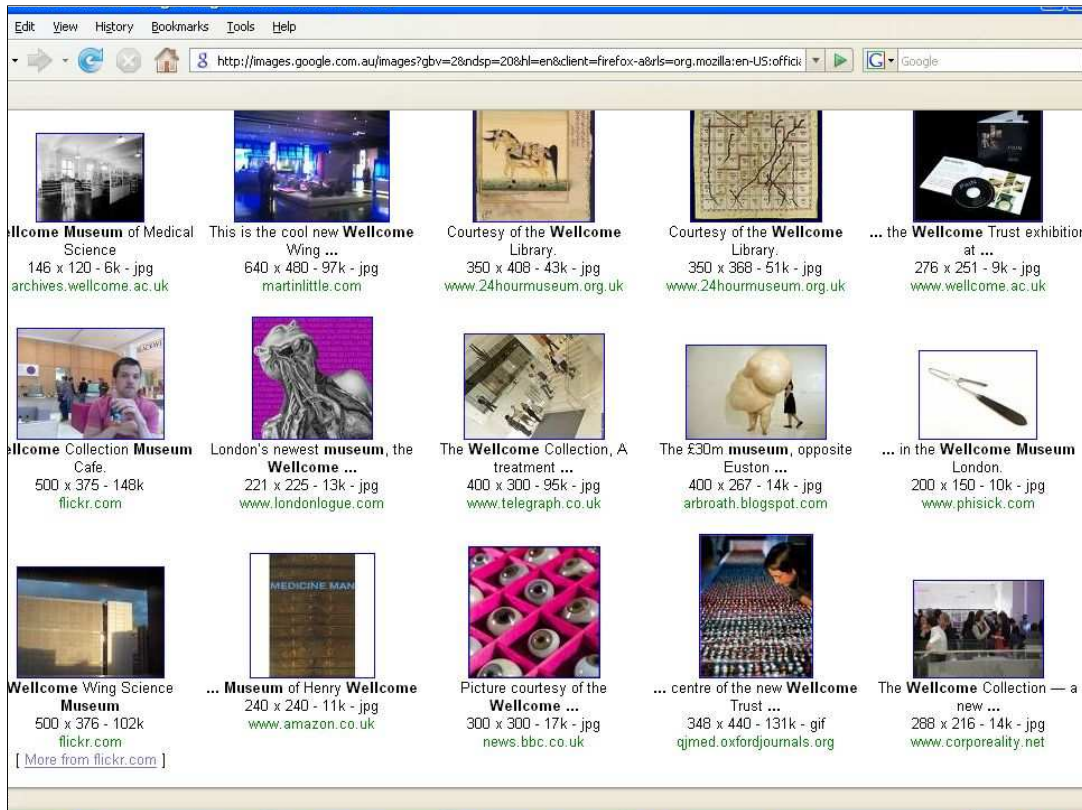 Edit View History Bookmarks Tools Help
http://images.google.com.au/images?gbv=2&ndsp=20&hl=en&client=firefox-a&rls=org.mozilla:en-US:officia
G Google
ellcome Museum of Medical
Science
146 x 120 - 6k - jpg
archives.wellcome.ac.uk
This is the cool new Wellcome
Wing ...
640 x 480 - 97k - jpg
martinlittle.com
Courtesy of the Wellcome
Library.
350 x 408 - 43k - jpg
www.24hourmuseum.org.uk
Courtesy of the Wellcome
Library.
350 x 368 - 51k - jpg
www.24hourmuseum.org.uk
... the Wellcome Trust exhibition
at ...
276 x 251 - 9k - jpg
www.wellcome.ac.uk
ellcome Collection Museum
Cafe.
500 x 375 - 148k
flickr.com
London's newest museum, the
Wellcome ...
221 x 225 - 13k - jpg
www.londonlogue.com
The Wellcome Collection, A
treatment ...
400 x 300 - 95k - jpg
www.telegraph.co.uk
The £30m museum, opposite
Euston ...
400 x 267 - 14k - jpg
arbroath.blogspot.com
... in the Wellcome Museum
London.
200 x 150 - 10k - jpg
www.phisick.com
MEDICINE MAN
Wellcome Wing Science
Museum
500 x 376 - 102k
flickr.com
[ More from flickr.com ]
... Museum of Henry Wellcome
240 x 240 - 11k - jpg
www.amazon.co.uk
Picture courtesy of the
Wellcome ...
300 x 300 - 17k - jpg
news.bbc.co.uk
... centre of the new Wellcome
Trust ...
348 x 440 - 131k - gif
qjmed.oxfordjournals.org
The Wellcome Collection — a
new ...
288 x 216 - 14k - jpg
www.corporeality.net